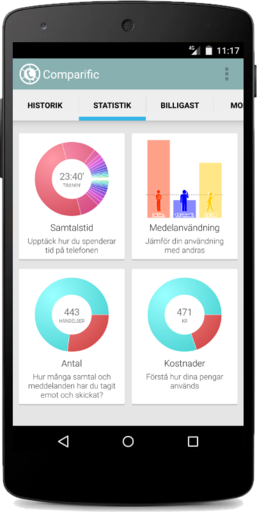 4G 11:17
Comparific
HISTORIK STATISTIK BILLIGAST MO
23:40'
Samtalstid
Upptäck hur du spenderar
tid på telefonen
Medelanvändning
Jämför din användning
med andras
443
HÄNDELSER
Antal
Hur många samtal och
meddelanden har du tagit
emot och skickat?
471
KR
Kostnader
Förstå hur dina pengar
används